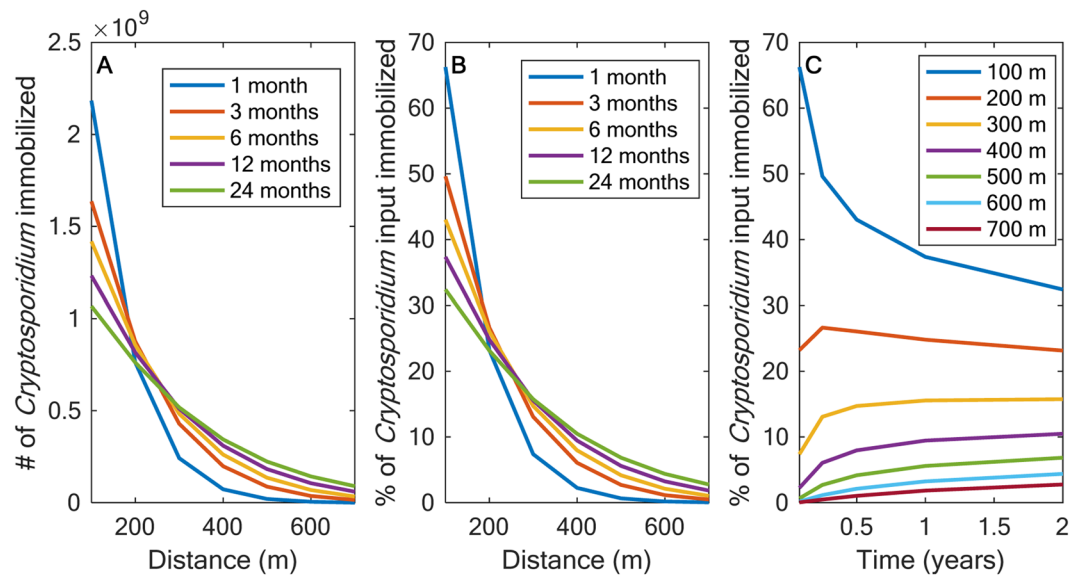 ×10⁹
A
# of Cryptosporidium immobilized
2.5
2
1.5
1
0.5
0
1 month
3 months
6 months
12 months
24 months
200
400
600
Distance (m)
B
% of Cryptosporidium input immobilized
70
60
50
40
30
20
10
0
1 month
3 months
6 months
12 months
24 months
200
400
600
Distance (m)
C
% of Cryptosporidium input immobilized
70
60
50
40
30
20
10
0
100 m
200 m
300 m
400 m
500 m
600 m
700 m
0.5
1
1.5
2
Time (years)